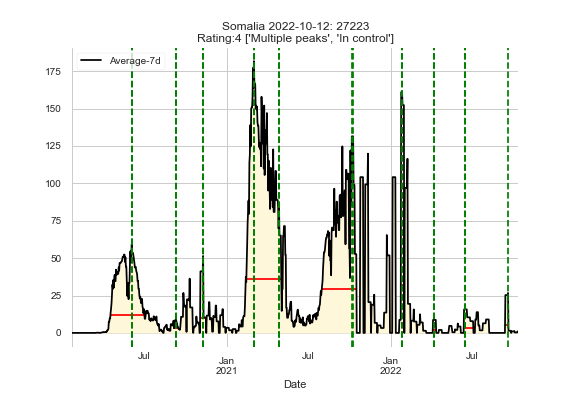 Somalia 2022-10-12: 27223
Rating:4 ['Multiple peaks', 'In control']
Average-7d
175
150
125
100
75
50
25
0
Jul
Jan
2021
Jul
Jan
2022
Jul
Date